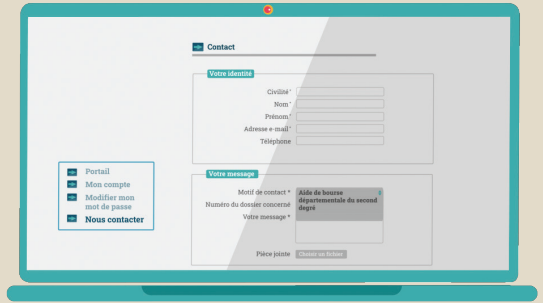 Contact
Votre identité
Civilité*
Nom*
Prénom*
Adresse e-mail*
Téléphone
Portail
Mon compte
Modifier mon
mot de passe
Nous contacter
Votre message
Motif de contact *
Aide de bourse
départementale du second
degré
Numéro du dossier concerné
Votre message *
Pièce jointe
Choisir un fichier